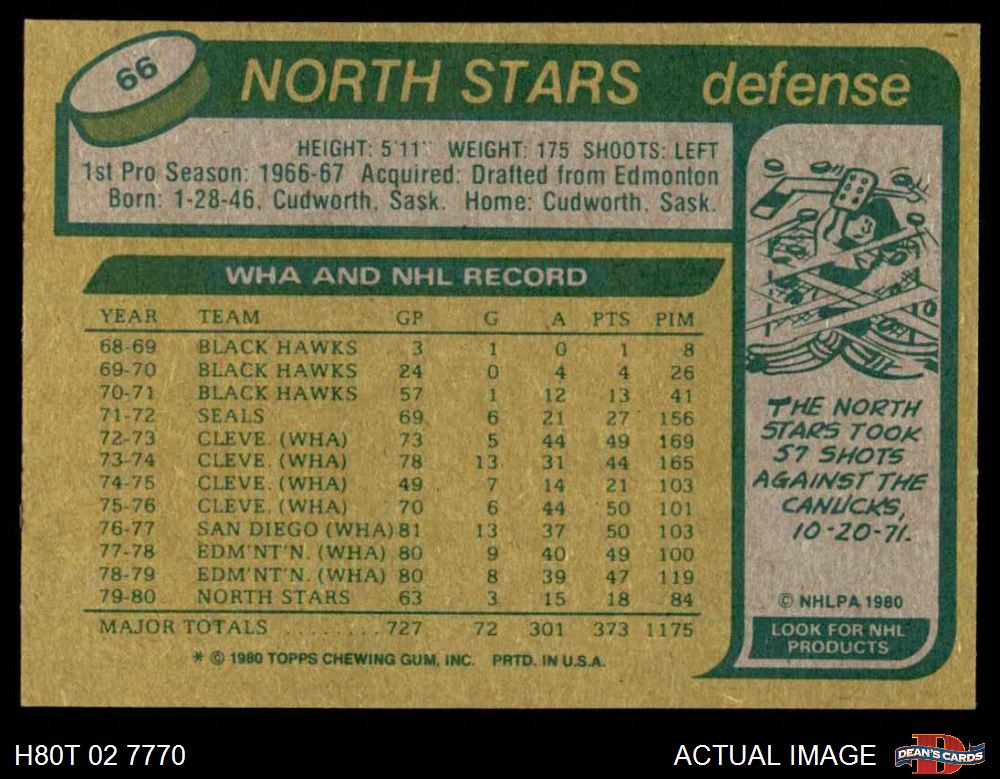 66
NORTH STARS defense
HEIGHT: 5'11" WEIGHT: 175 SHOOTS: LEFT
1st Pro Season: 1966-67 Acquired: Drafted from Edmonton
Born: 1-28-46, Cudworth, Sask. Home: Cudworth, Sask.
WHA AND NHL RECORD
YEAR TEAM GP G A PTS PIM
68-69 BLACK HAWKS 3 1 0 1 8
69-70 BLACK HAWKS 24 0 4 4 26
70-71 BLACK HAWKS 57 1 12 13 41
71-72 SEALS 69 6 21 27 156
72-73 CLEVE. (WHA) 73 5 44 49 169
73-74 CLEVE. (WHA) 78 13 31 44 165
74-75 CLEVE. (WHA) 49 7 14 21 103
75-76 CLEVE. (WHA) 70 6 44 50 101
76-77 SAN DIEGO (WHA) 81 13 37 50 103
77-78 EDM'NT'N. (WHA) 80 9 40 49 100
78-79 EDM'NT'N. (WHA) 80 8 39 47 119
79-80 NORTH STARS 63 3 15 18 84
MAJOR TOTALS ........ 727 72 301 373 1175
* © 1980 TOPPS CHEWING GUM, INC. PRTD. IN U.S.A.
THE NORTH
STARS TOOK
57 SHOTS
AGAINST THE
CANUCKS,
10-20-71.
© NHLPA 1980
LOOK FOR NHL
PRODUCTS
H80T 02 7770
ACTUAL IMAGE
D
DEAN'S CARDS